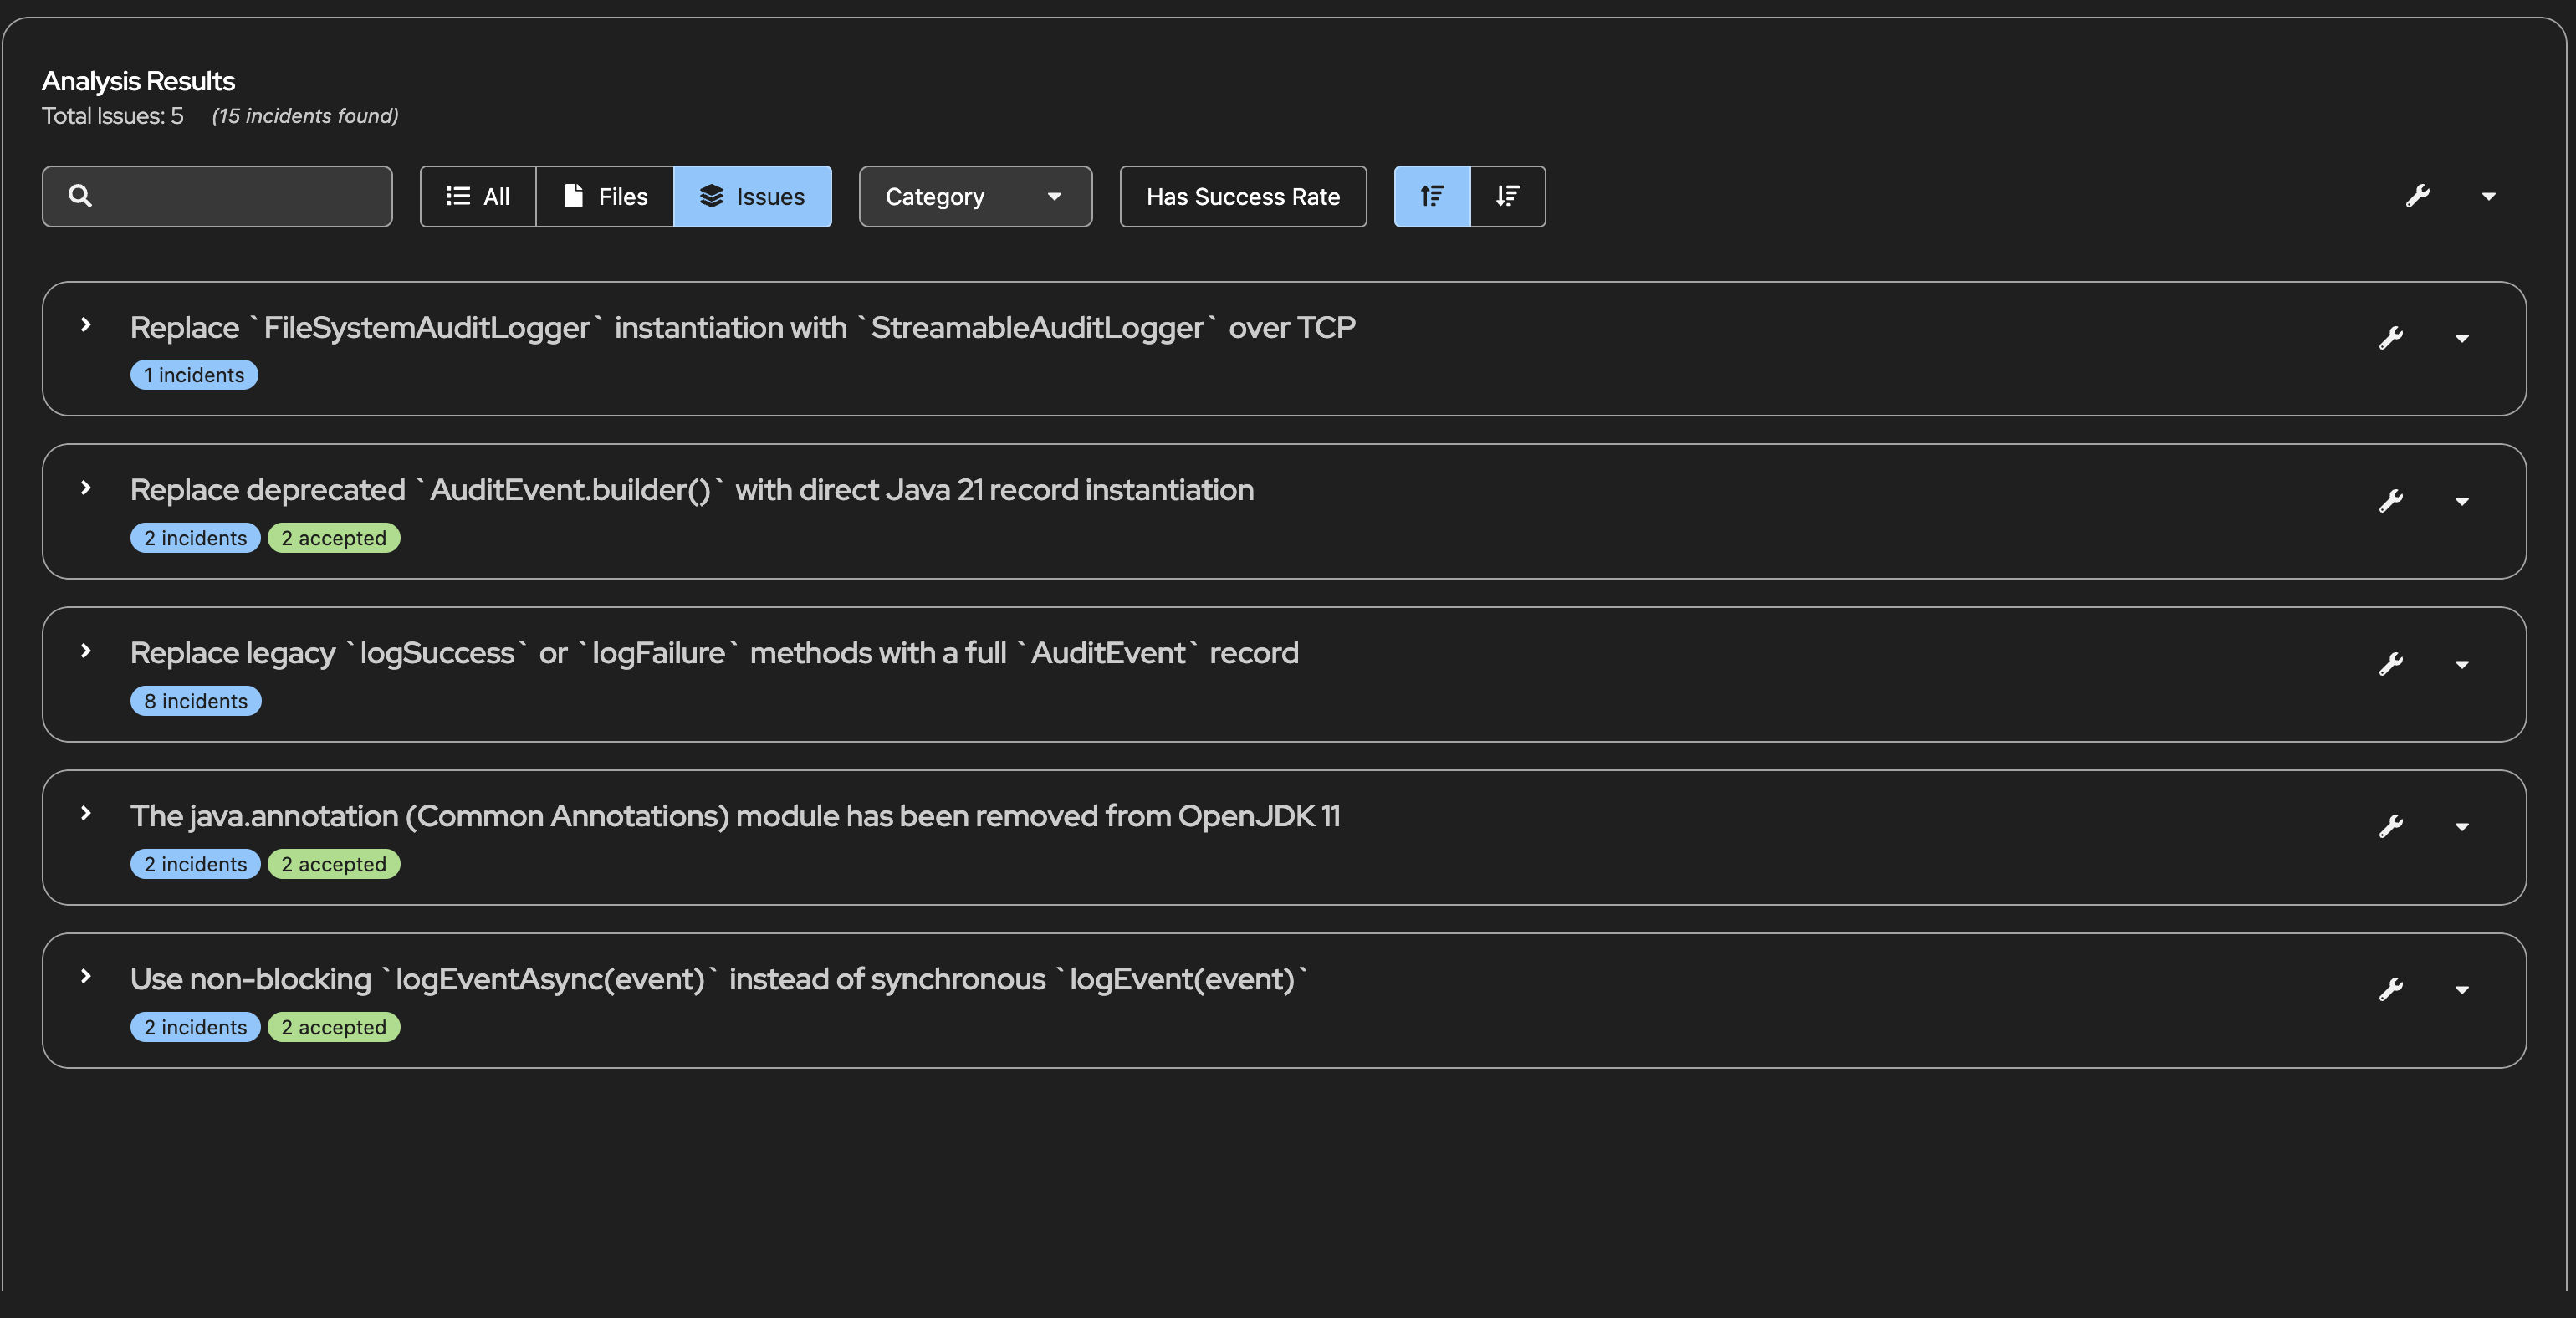 Analysis Results
Total Issues: 5 (15 incidents found)
All Files Issues Category Has Success Rate
Replace `FileSystemAuditLogger` instantiation with `StreamableAuditLogger` over TCP
1 incidents
Replace deprecated `AuditEvent.builder()` with direct Java 21 record instantiation
2 incidents 2 accepted
Replace legacy `logSuccess` or `logFailure` methods with a full `AuditEvent` record
8 incidents
The java.annotation (Common Annotations) module has been removed from OpenJDK 11
2 incidents 2 accepted
Use non-blocking `logEventAsync(event)` instead of synchronous `logEvent(event)`
2 incidents 2 accepted